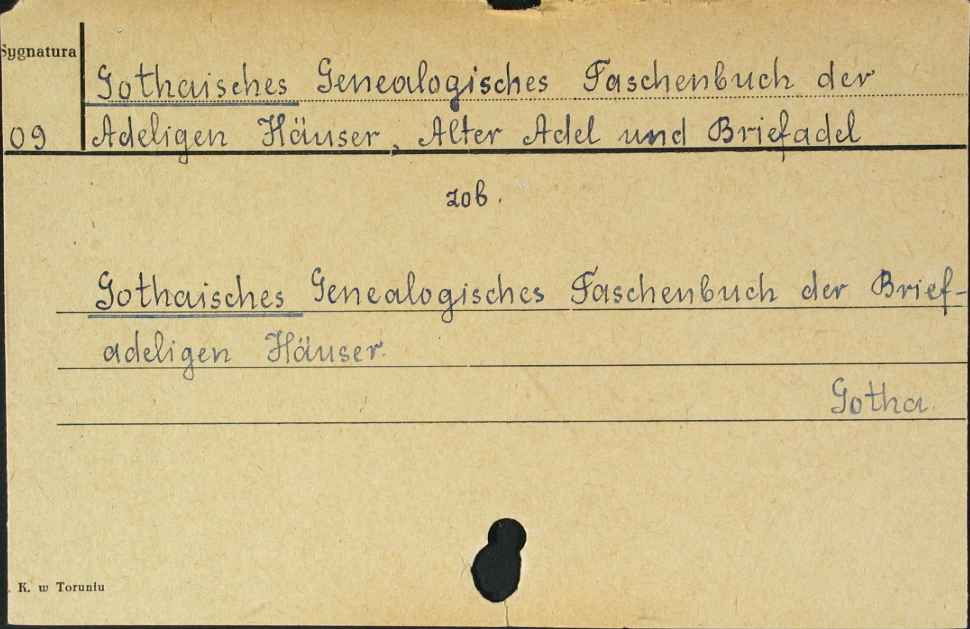 Sygnatura
Gothaisches Genealogisches Taschenbuch der
09 Adeligen Häuser, Alter Adel und Briefadel
zob.
Gothaisches Genealogisches Taschenbuch der Brief-
adeligen Häuser.
Gotha.
. K. w Toruniu